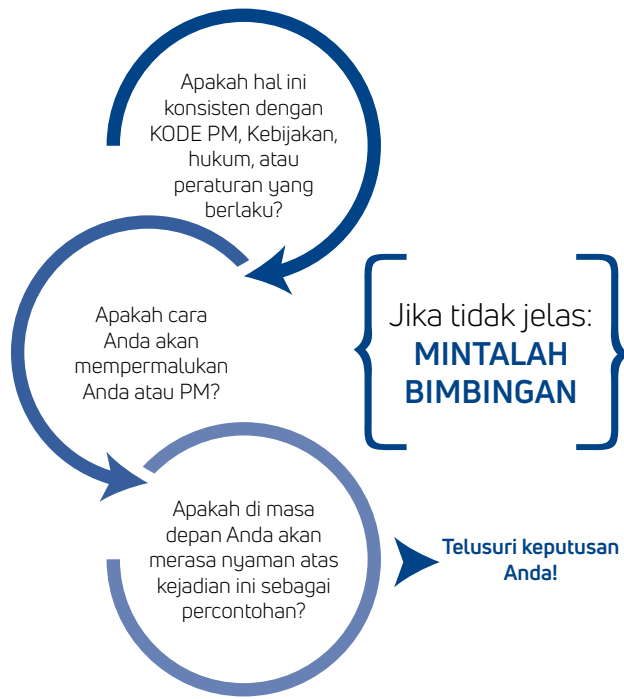 Apakah hal ini
konsisten dengan
KODE PM, Kebijakan,
hukum, atau
peraturan yang
berlaku?
Apakah cara
Anda akan
mempermalukan
Anda atau PM?
Jika tidak jelas:
MINTALAH
BIMBINGAN
Apakah di masa
depan Anda akan
merasa nyaman atas
kejadian ini sebagai
percontohan?
Telusuri keputusan
Anda!